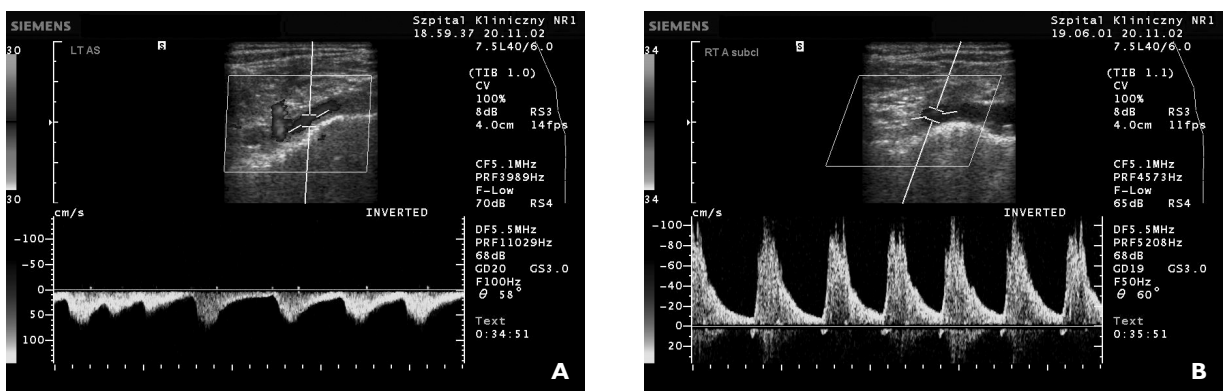 SIEMENS
Szpital Kliniczny NR1
18.59.37 20.11.02
30
LT AS
S
7.5L40/6.0
(TIB 1.0)
CV
100%
8dB RS3
4.0cm 14fps
CF5.1MHz
PRF3989Hz
F-Low
70dB RS4
30
cm/s
INVERTED
-100
-50
0
50
100
DF5.5MHz
PRF11029Hz
68dB
GD20 GS3.0
F100Hz
θ 58°
Text
0:34:51
A
SIEMENS
Szpital Kliniczny NR1
19.06.01 20.11.02
34
RT A subcl
S
7.5L40/6.0
(TIB 1.1)
CV
100%
8dB RS3
4.0cm 11fps
CF5.1MHz
PRF4573Hz
F-Low
65dB RS4
34
cm/s
INVERTED
-100
-80
-60
-40
-20
0
20
DF5.5MHz
PRF5208Hz
68dB
GD19 GS3.0
F50Hz
θ 60°
Text
0:35:51
B